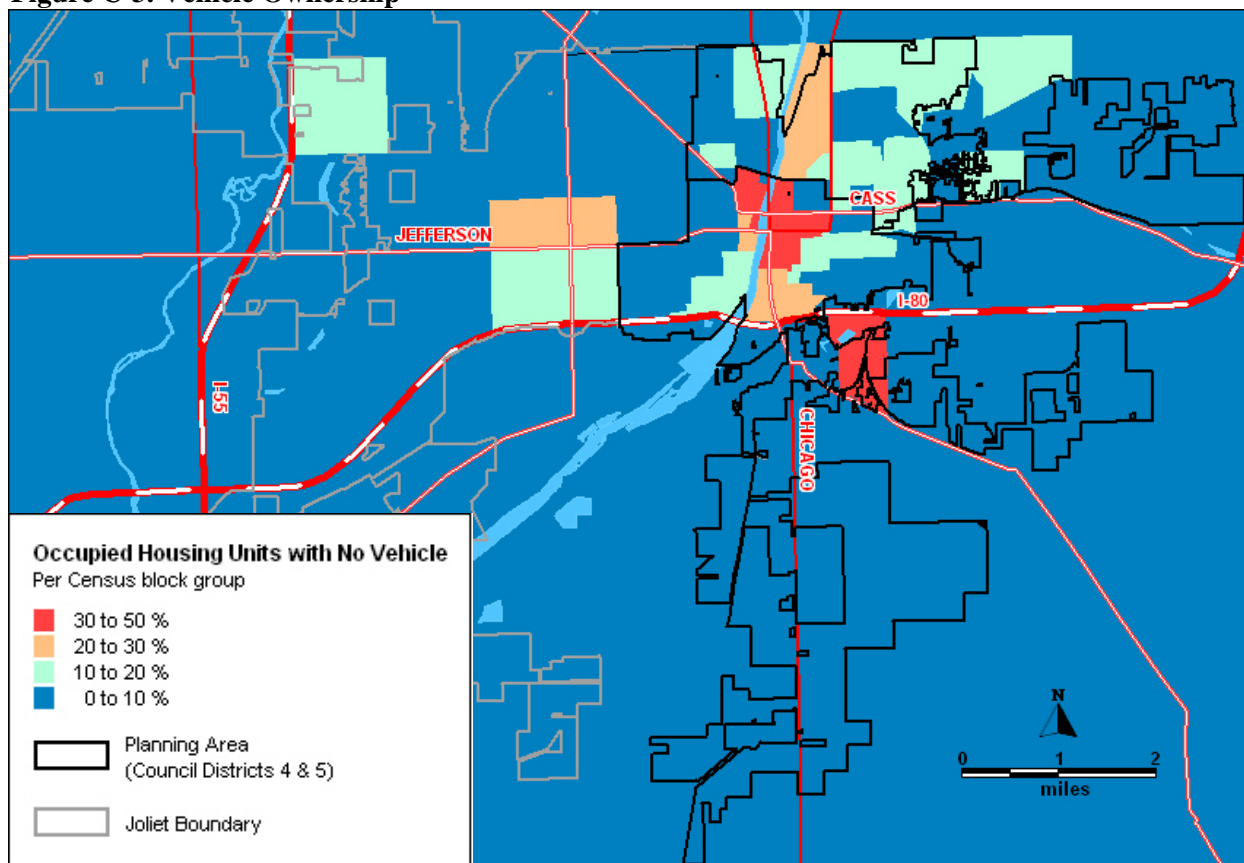 CASS
JEFFERSON
I-80
I-55
CHICAGO
Occupied Housing Units with No Vehicle
Per Census block group
30 to 50 %
20 to 30 %
10 to 20 %
0 to 10 %
Planning Area
(Council Districts 4 & 5)
Joliet Boundary
N
0 1 2
miles